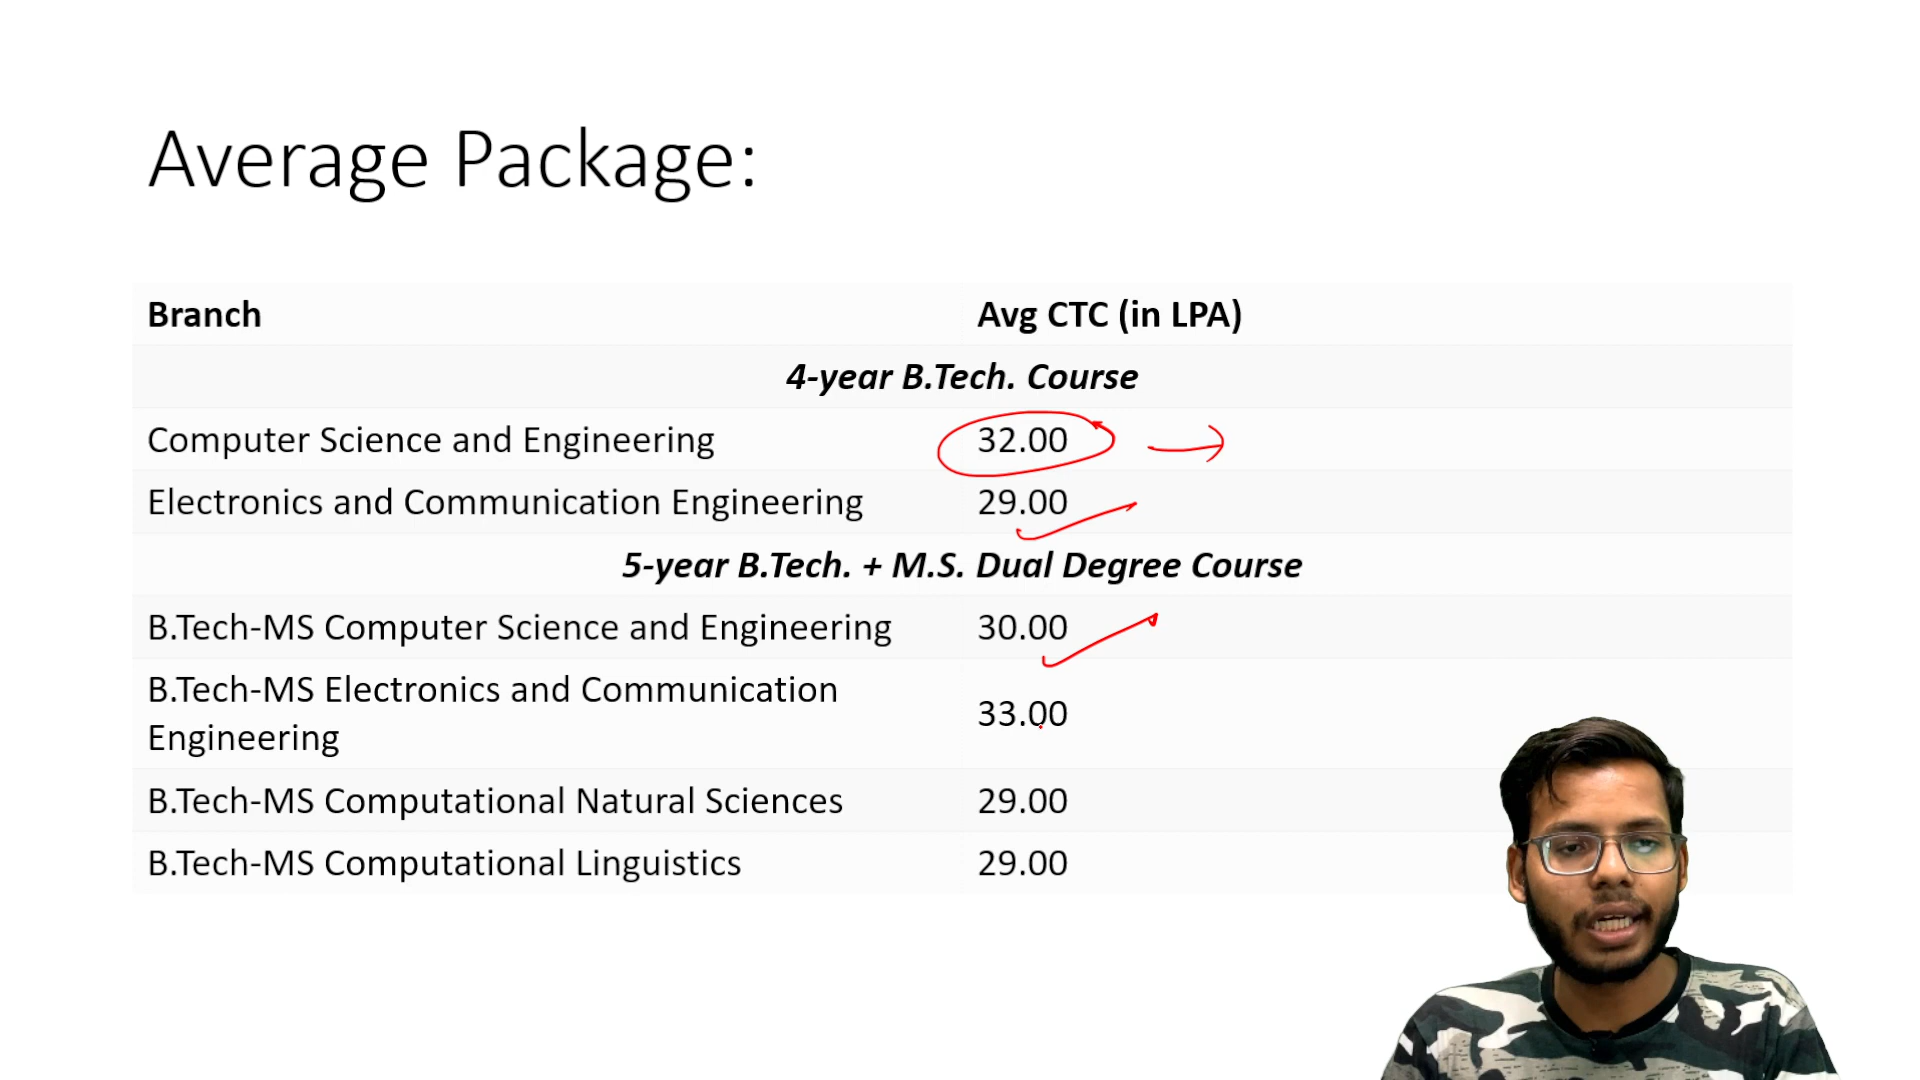 Average Package:
Branch Avg CTC (in LPA)
4-year B.Tech. Course
Computer Science and Engineering 32.00
Electronics and Communication Engineering 29.00
5-year B.Tech. + M.S. Dual Degree Course
B.Tech-MS Computer Science and Engineering 30.00
B.Tech-MS Electronics and Communication
Engineering 33.00
B.Tech-MS Computational Natural Sciences 29.00
B.Tech-MS Computational Linguistics 29.00